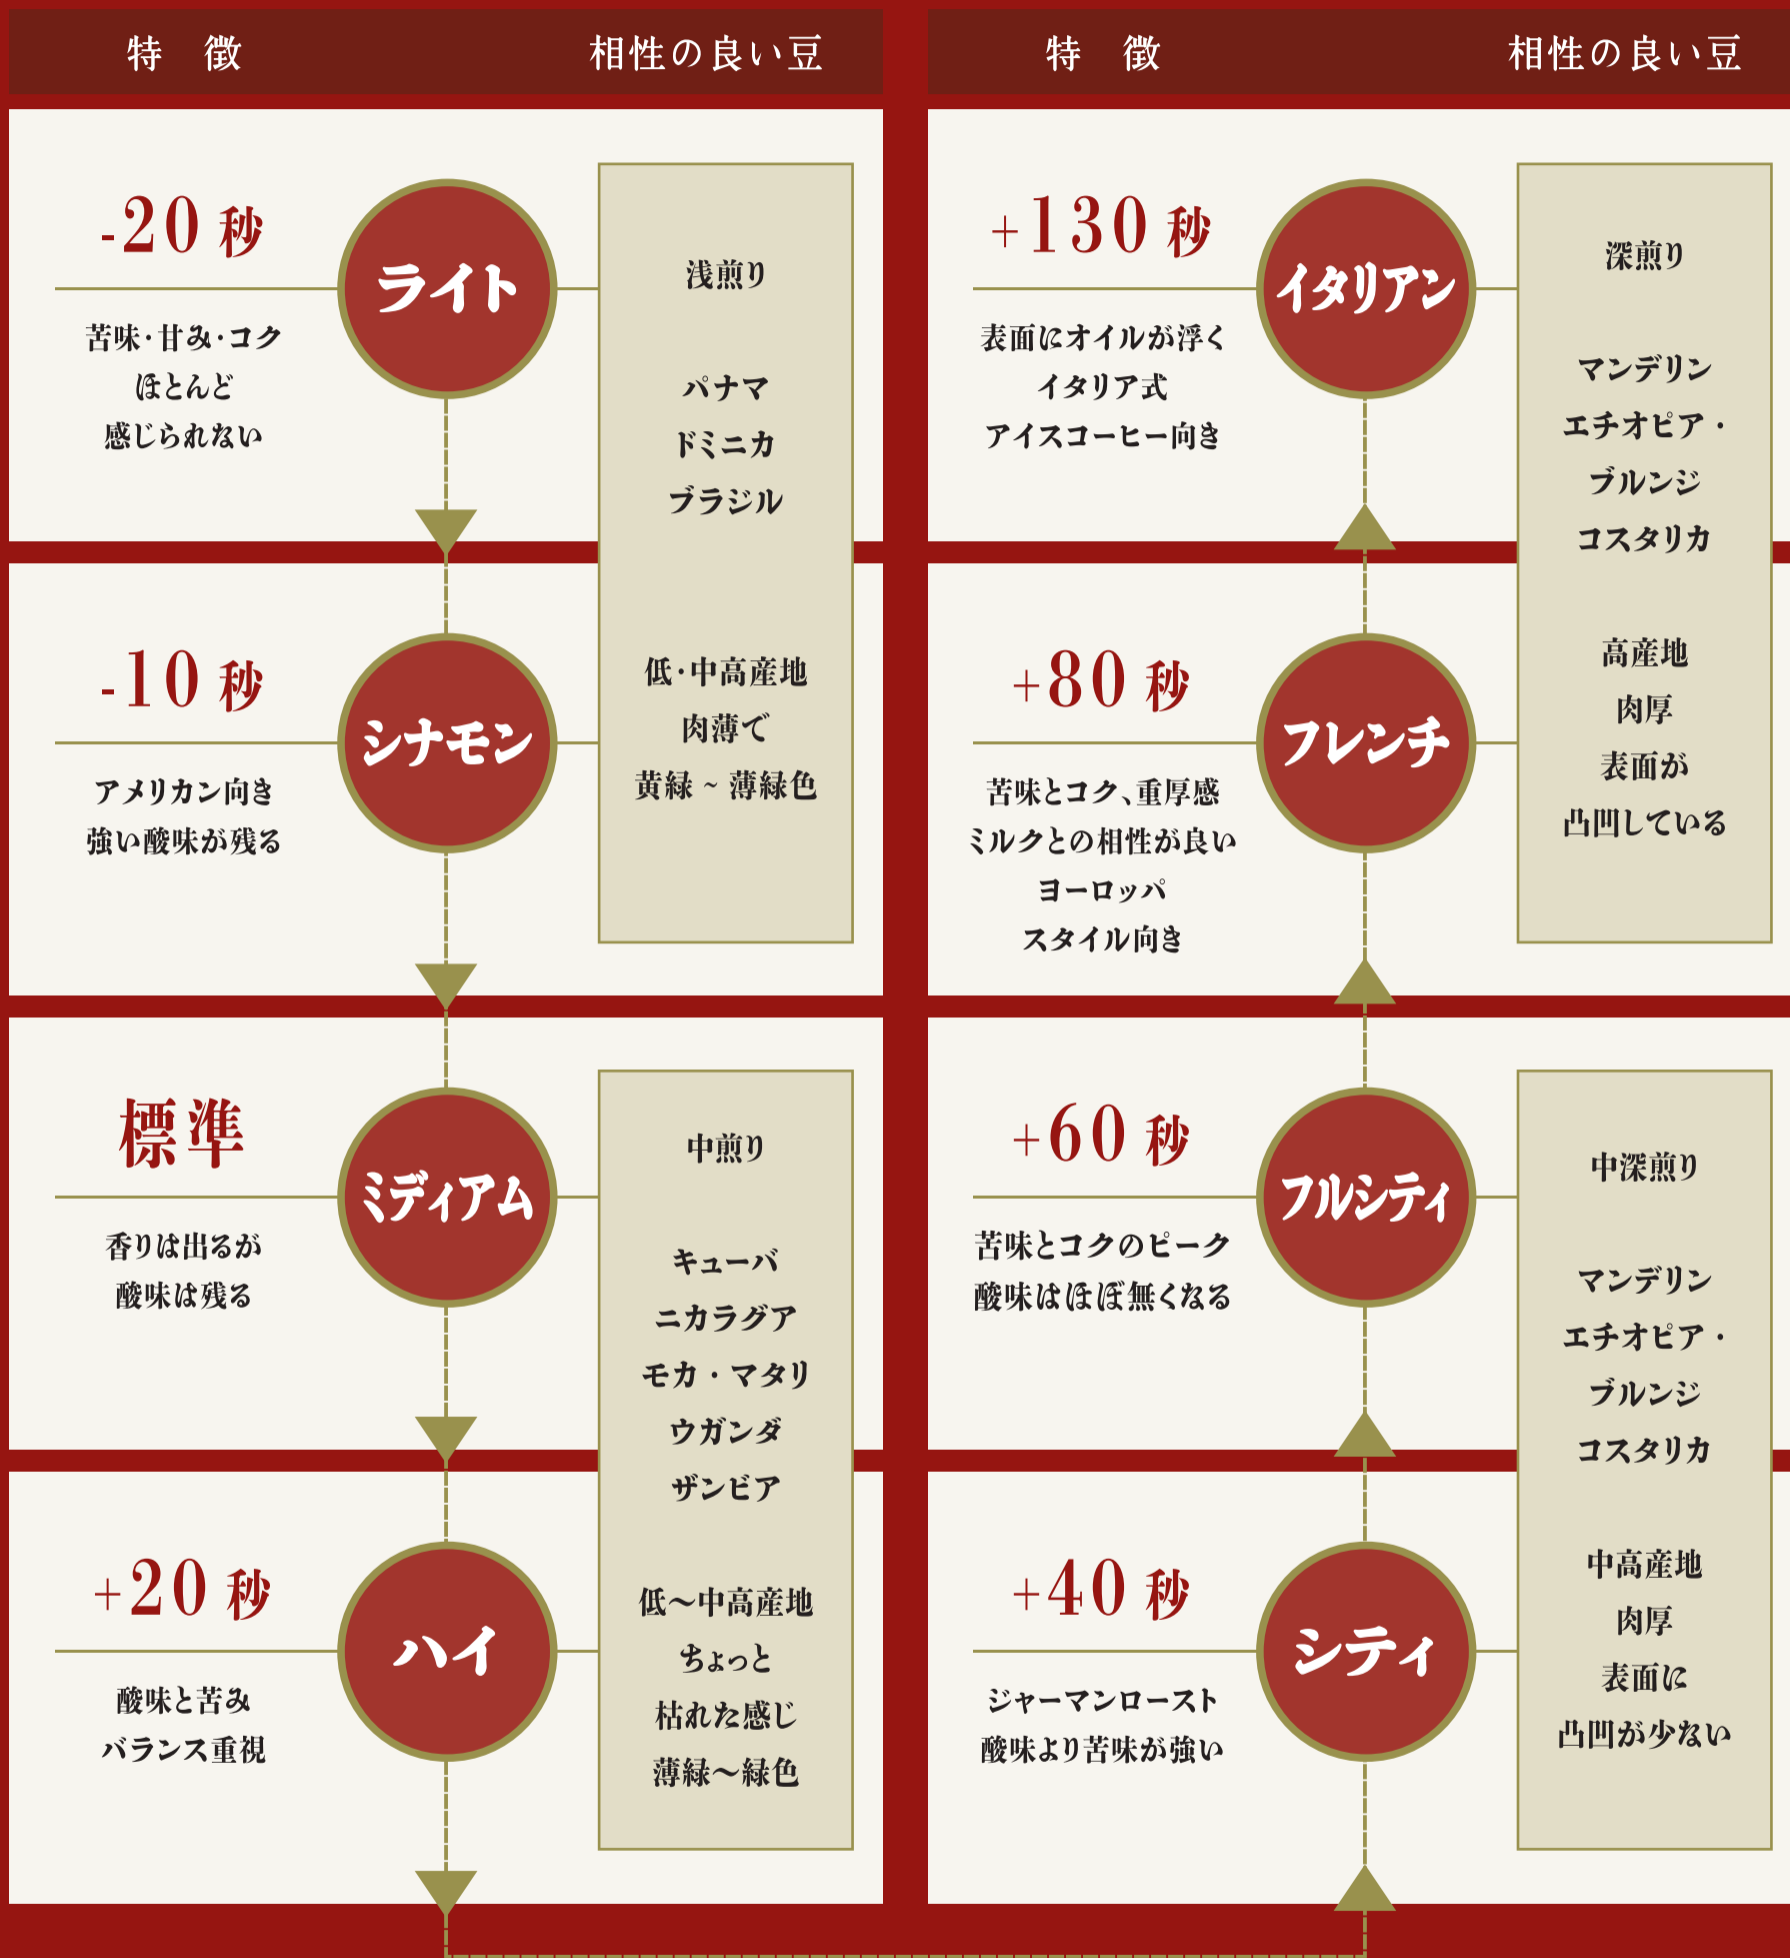 特　徴
相性の良い豆
-20 秒
ライト
苦味・甘み・コク
ほとんど
感じられない
浅煎り
パナマ
ドミニカ
ブラジル
低・中高産地
肉薄で
黄緑 ~ 薄緑色
-10 秒
シナモン
アメリカン向き
強い酸味が残る
標準
ミディアム
香りは出るが
酸味は残る
中煎り
キューバ
ニカラグア
モカ・マタリ
ウガンダ
ザンビア
低〜中高産地
ちょっと
枯れた感じ
薄緑〜緑色
+20 秒
ハイ
酸味と苦み
バランス重視
特　徴
相性の良い豆
+130 秒
イタリアン
表面にオイルが浮く
イタリア式
アイスコーヒー向き
深煎り
マンデリン
エチオピア・
ブルンジ
コスタリカ
高産地
肉厚
表面が
凸凹している
+80 秒
フレンチ
苦味とコク、重厚感
ミルクとの相性が良い
ヨーロッパ
スタイル向き
+60 秒
フルシティ
苦味とコクのピーク
酸味はほぼ無くなる
中深煎り
マンデリン
エチオピア・
ブルンジ
コスタリカ
中高産地
肉厚
表面に
凸凹が少ない
+40 秒
シティ
ジャーマンロースト
酸味より苦味が強い